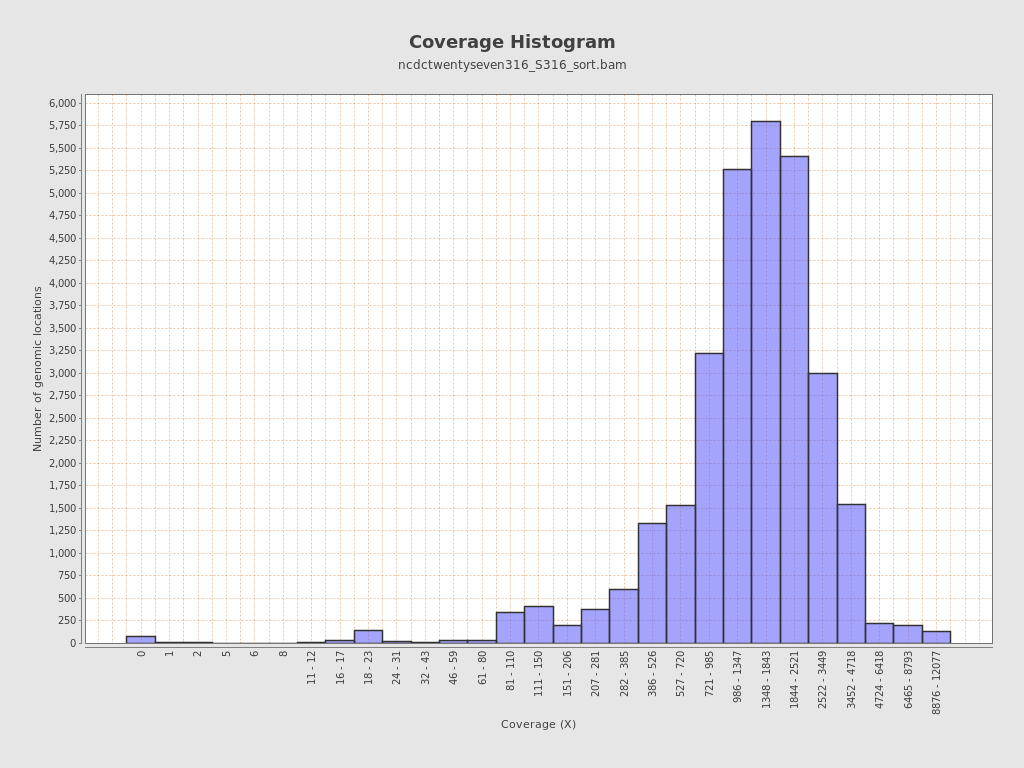 Coverage Histogram
ncdctwentyseven316_S316_sort.bam
6,000
5,750
5,500
5,250
5,000
4,750
4,500
4,250
4,000
3,750
3,500
3,250
3,000
2,750
2,500
2,250
2,000
1,750
1,500
1,250
1,000
750
500
250
0
Number of genomic locations
0
1
2
5
6
8
11 - 12
16 - 17
18 - 23
24 - 31
32 - 43
46 - 59
61 - 80
81 - 110
111 - 150
151 - 206
207 - 281
282 - 385
386 - 526
527 - 720
721 - 985
986 - 1347
1348 - 1843
1844 - 2521
2522 - 3449
3452 - 4718
4724 - 6418
6465 - 8793
8876 - 12077
Coverage (X)